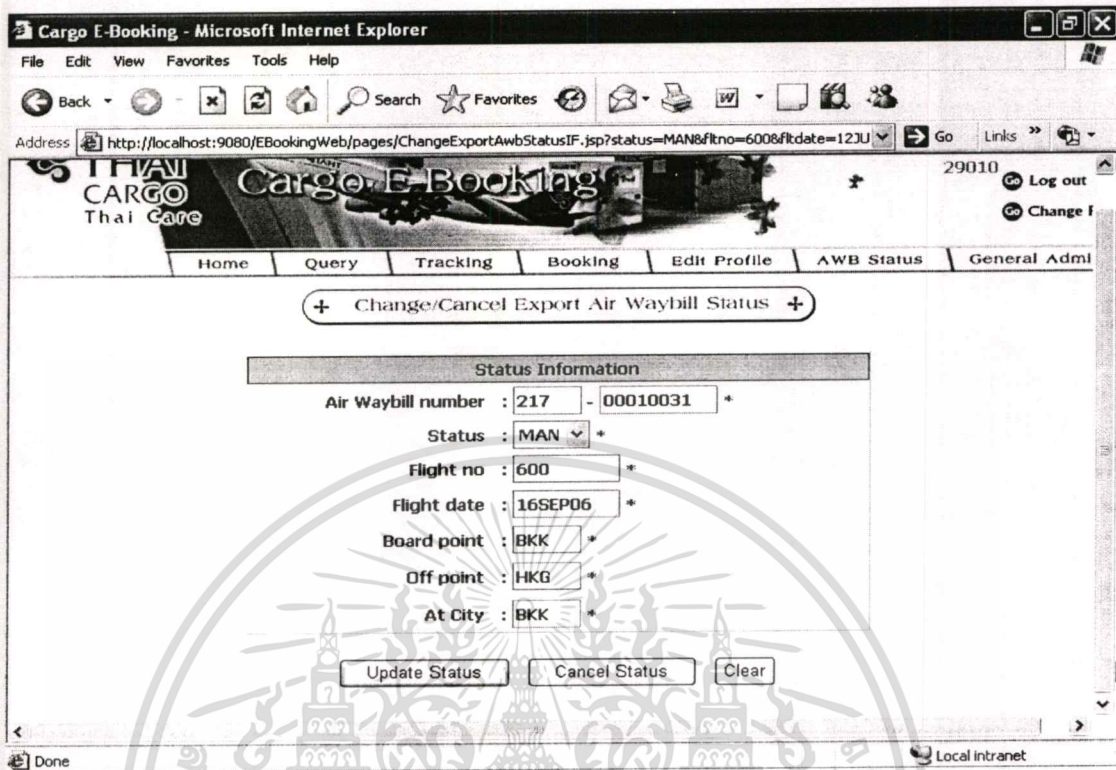 Cargo E-Booking - Microsoft Internet Explorer
File Edit View Favorites Tools Help
Back Search Favorites
Address http://localhost:9080/EBookingWeb/pages/ChangeExportAwbStatusIF.jsp?status=MAN&fltno=600&fltdate=12JU Go Links »
THAI
CARGO
Thai Care
Cargo E-Booking
29010
Go Log out
Go Change
Home Query Tracking Booking Edit Profile AWB Status General Admi
Change/Cancel Export Air Waybill Status
Status Information
Air Waybill number : 217 - 00010031 *
Status : MAN *
Flight no : 600 *
Flight date : 16SEP06 *
Board point : BKK *
Off point : HKG *
At City : BKK *
Update Status Cancel Status Clear
Done Local intranet